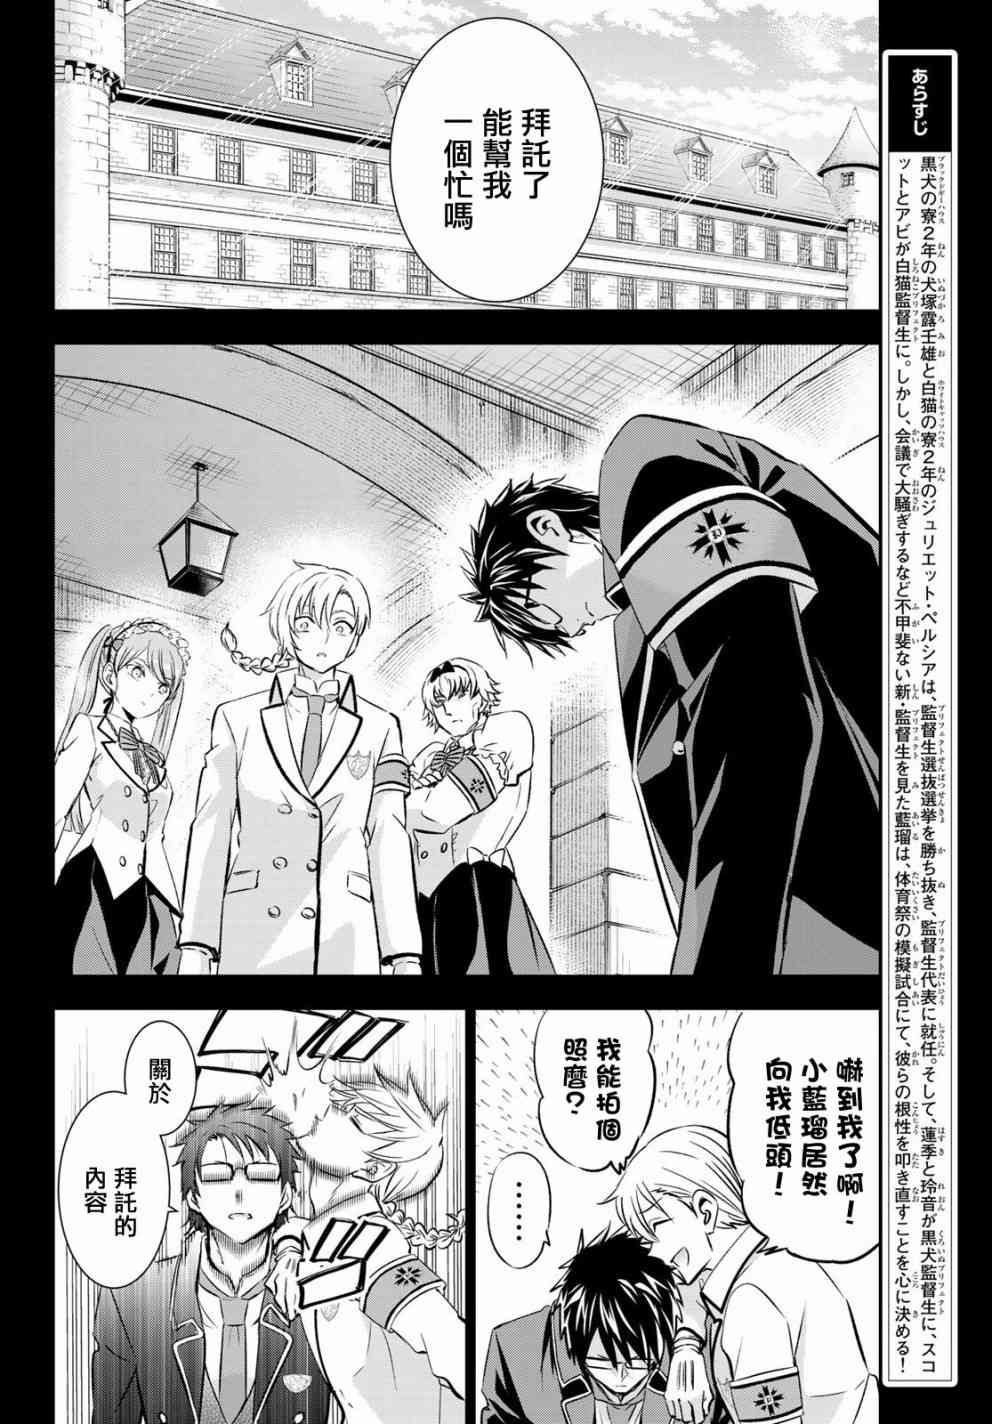 あらすじ
黒犬の寮2年の犬塚露壬雄と白猫の寮2年のジュリエット・ペルシアは、監督生選抜選挙を勝ち抜き、監督生代表に就任。そして、蓮季と玲音が黒犬監督生に、スコ
ットとアビが白猫監督生に。しかし、会議で大騒ぎするなど不甲斐ない新・監督生を見た藍瑠は、体育祭の模擬試合にて、彼らの根性を叩き直すことを心に決める！
拜託了
能幫我
一個忙嗎
嚇到我了啊！
小藍瑠居然
向我低頭！
我能拍個
照麼？
……
關於
拜託的
內容